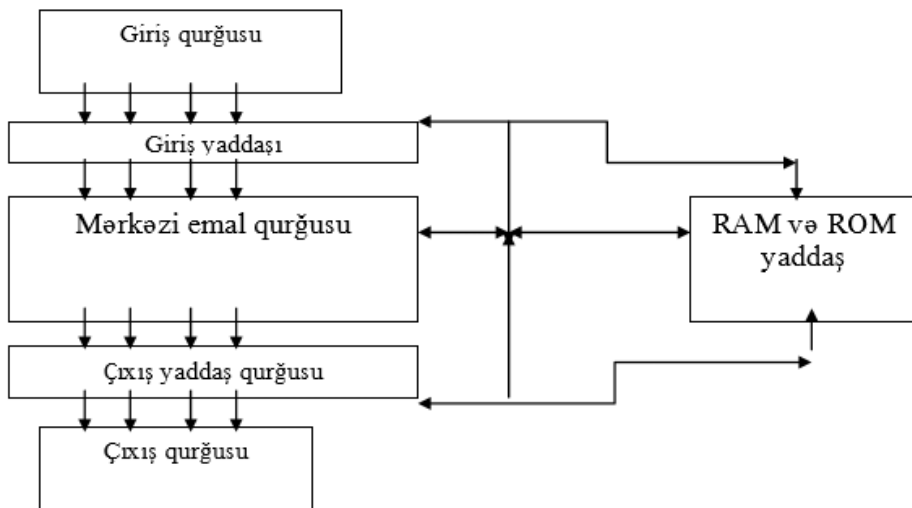 Giriş qurğusu
Giriş yaddaşı
Mərkəzi emal qurğusu
RAM və ROM
yaddaş
Çıxış yaddaş qurğusu
Çıxış qurğusu